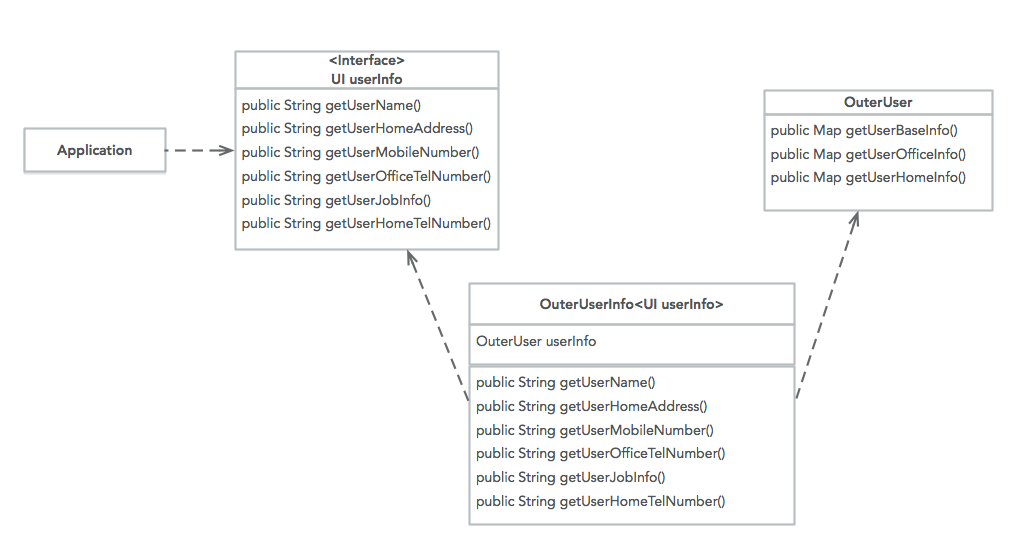 <Interface>
UI userInfo
public String getUserName()
public String getUserHomeAddress()
public String getUserMobileNumber()
public String getUserOfficeTelNumber()
public String getUserJobInfo()
public String getUserHomeTelNumber()
Application
OuterUser
public Map getUserBaseInfo()
public Map getUserOfficeInfo()
public Map getUserHomeInfo()
OuterUserInfo<UI userInfo>
OuterUser userInfo
public String getUserName()
public String getUserHomeAddress()
public String getUserMobileNumber()
public String getUserOfficeTelNumber()
public String getUserJobInfo()
public String getUserHomeTelNumber()